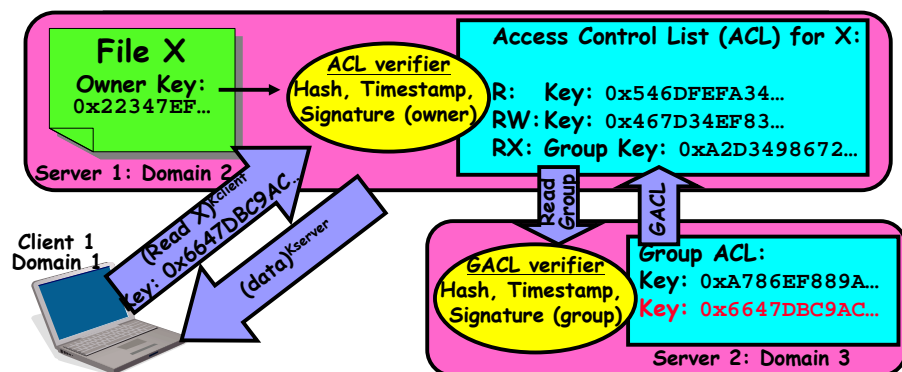 File X
Owner Key:
0x22347EF…
ACL verifier
Hash, Timestamp,
Signature (owner)
Access Control List (ACL) for X:
R: Key: 0x546DFEFA34…
RW: Key: 0x467D34EF83…
RX: Group Key: 0xA2D3498672…
Server 1: Domain 2
Client 1
Domain 1
(Read X)Kclient
Key: 0x6647DBC9AC…
(data)Kserver
Read
Group
GACL
GACL verifier
Hash, Timestamp,
Signature (group)
Group ACL:
Key: 0xA786EF889A…
Key: 0x6647DBC9AC…
Server 2: Domain 3